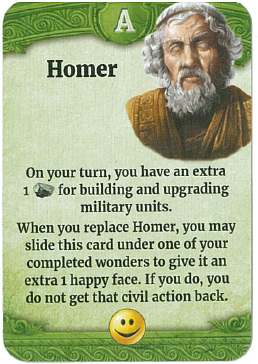 A
Homer
On your turn, you have an extra
1 for building and upgrading
military units.
When you replace Homer, you may
slide this card under one of your
completed wonders to give it an
extra 1 happy face. If you do, you
do not get that civil action back.